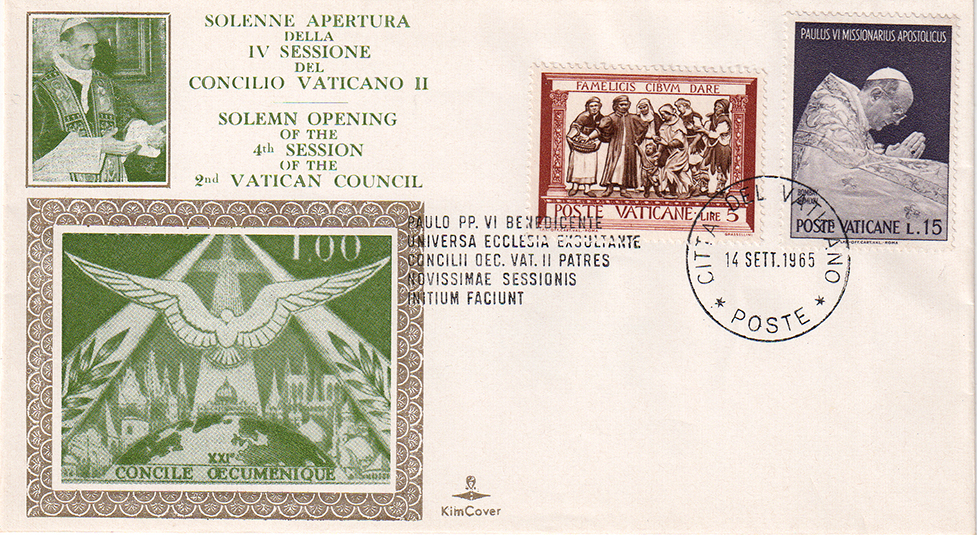 SOLENNE APERTURA
DELLA
IV SESSIONE
DEL
CONCILIO VATICANO II
SOLEMN OPENING
OF THE
4th SESSION
OF THE
2nd VATICAN COUNCIL
FAMELICIS CIBVM DARE
POSTE VATICANE LIRE 5
PAULUS VI MISSIONARIUS APOSTOLICUS
BOMBAY
POSTE VATICANE L.15
PAULO PP. VI BENEDICENTE
UNIVERSA ECCLESIA EXSULTANTE
CONCILII OEC. VAT. II PATRES
NOVISSIMAE SESSIONIS
INITIUM FACIUNT
CITTA DEL VATICANO
14 SETT. 1965
* POSTE *
1.00
XXIe
CONCILE ŒCUMENIQUE
KimCover